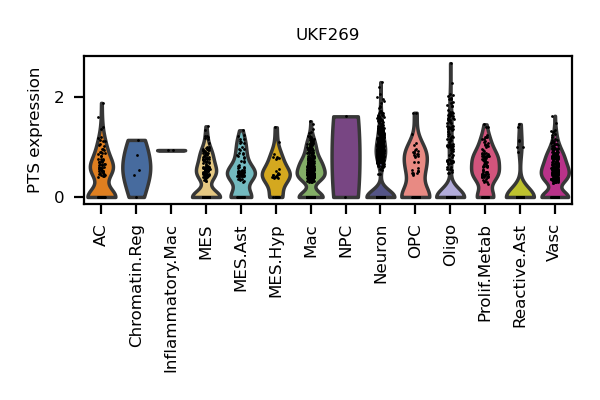 UKF269
PTS expression
2
0
AC
Chromatin.Reg
Inflammatory.Mac
MES
MES.Ast
MES.Hyp
Mac
NPC
Neuron
OPC
Oligo
Prolif.Metab
Reactive.Ast
Vasc